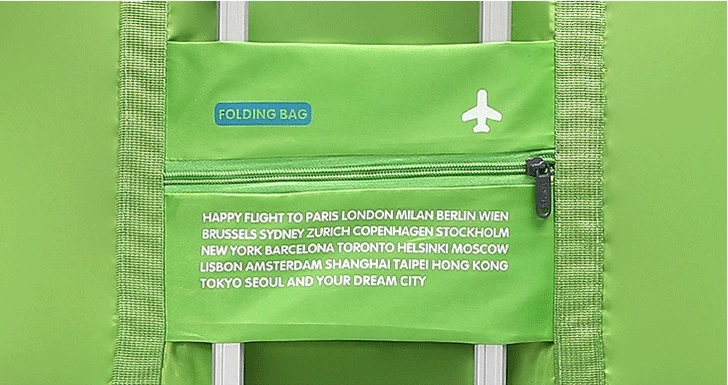 FOLDING BAG
HAPPY FLIGHT TO PARIS LONDON MILAN BERLIN WIEN
BRUSSELS SYDNEY ZURICH COPENHAGEN STOCKHOLM
NEW YORK BARCELONA TORONTO HELSINKI MOSCOW
LISBON AMSTERDAM SHANGHAI TAIPEI HONG KONG
TOKYO SEOUL AND YOUR DREAM CITY